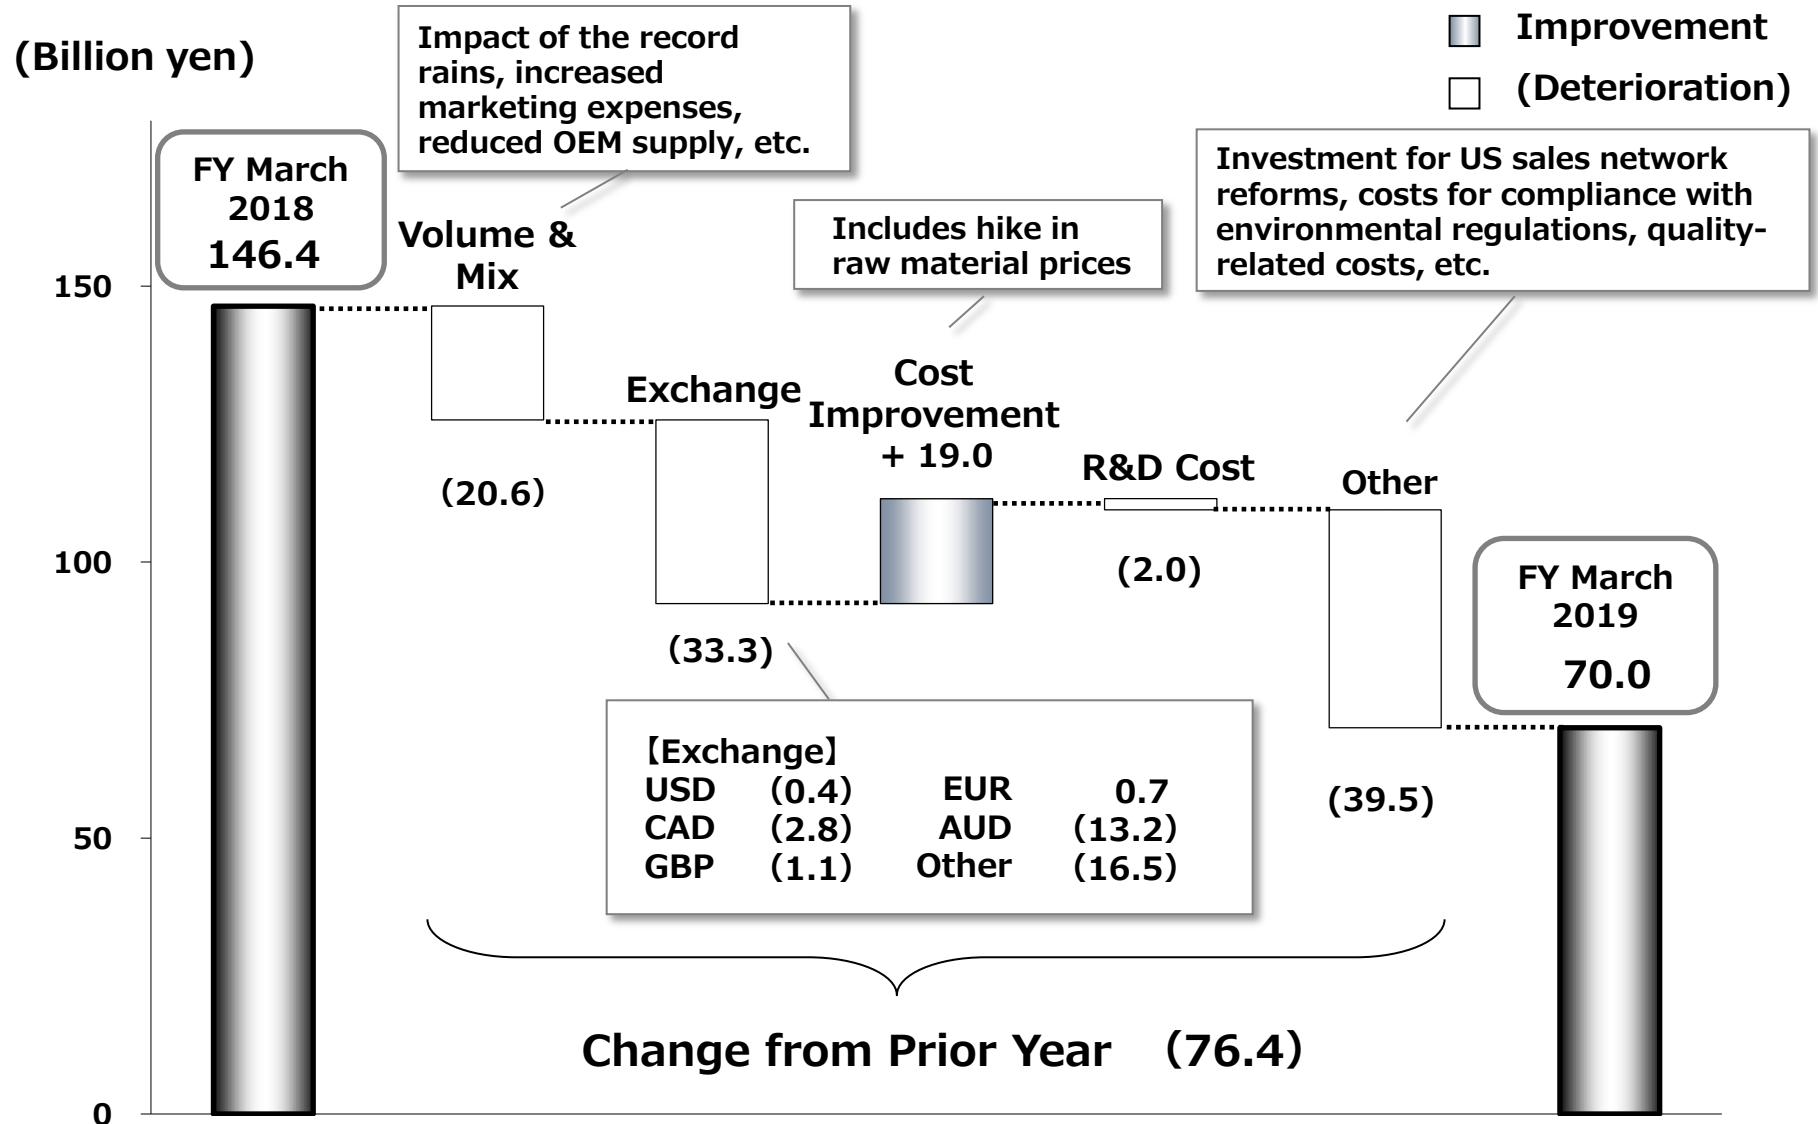 (Billion yen)
Improvement
(Deterioration)
Impact of the record
rains, increased
marketing expenses,
reduced OEM supply, etc.
FY March
2018
146.4
Volume &
Mix
(20.6)
Exchange
(33.3)
Includes hike in
raw material prices
Cost
Improvement
+ 19.0
R&D Cost
(2.0)
Investment for US sales network
reforms, costs for compliance with
environmental regulations, quality-
related costs, etc.
Other
(39.5)
FY March
2019
70.0
【Exchange】
USD (0.4) EUR 0.7
CAD (2.8) AUD (13.2)
GBP (1.1) Other (16.5)
150
100
50
0
Change from Prior Year (76.4)